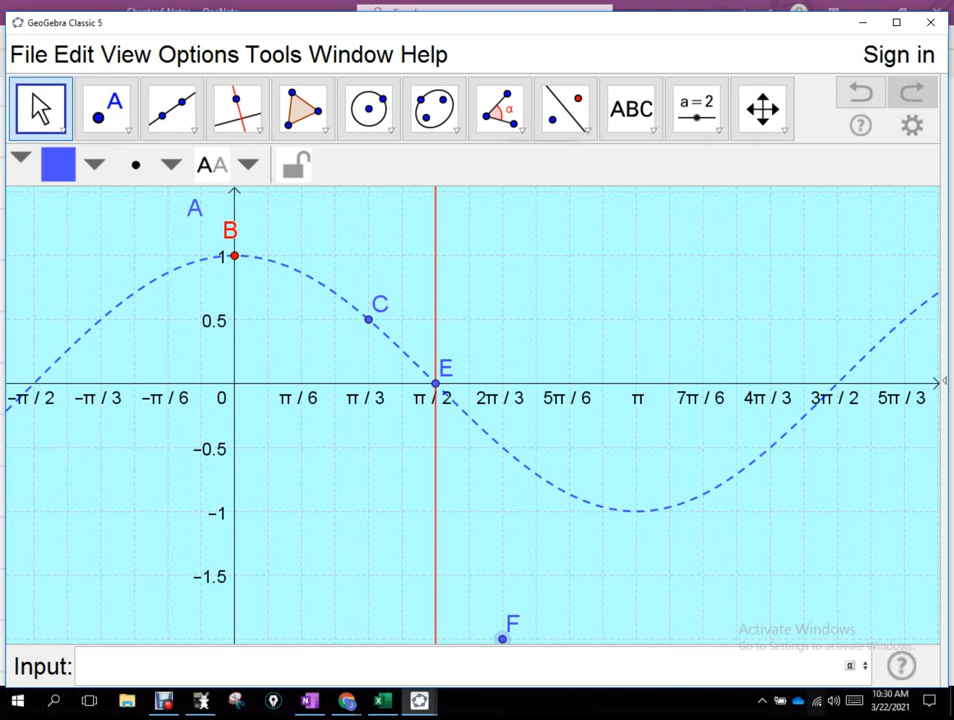 GeoGebra Classic 5
File Edit View Options Tools Window Help
Sign in
A
α
ABC
a = 2
AA
A
B
1
C
0.5
E
−π / 2
−π / 3
−π / 6
0
π / 6
π / 3
π / 2
2π / 3
5π / 6
π
7π / 6
4π / 3
3π / 2
5π / 3
−0.5
−1
−1.5
F
Activate Windows
Go to Settings to activate Windows.
Input:
α
10:30 AM
3/22/2021